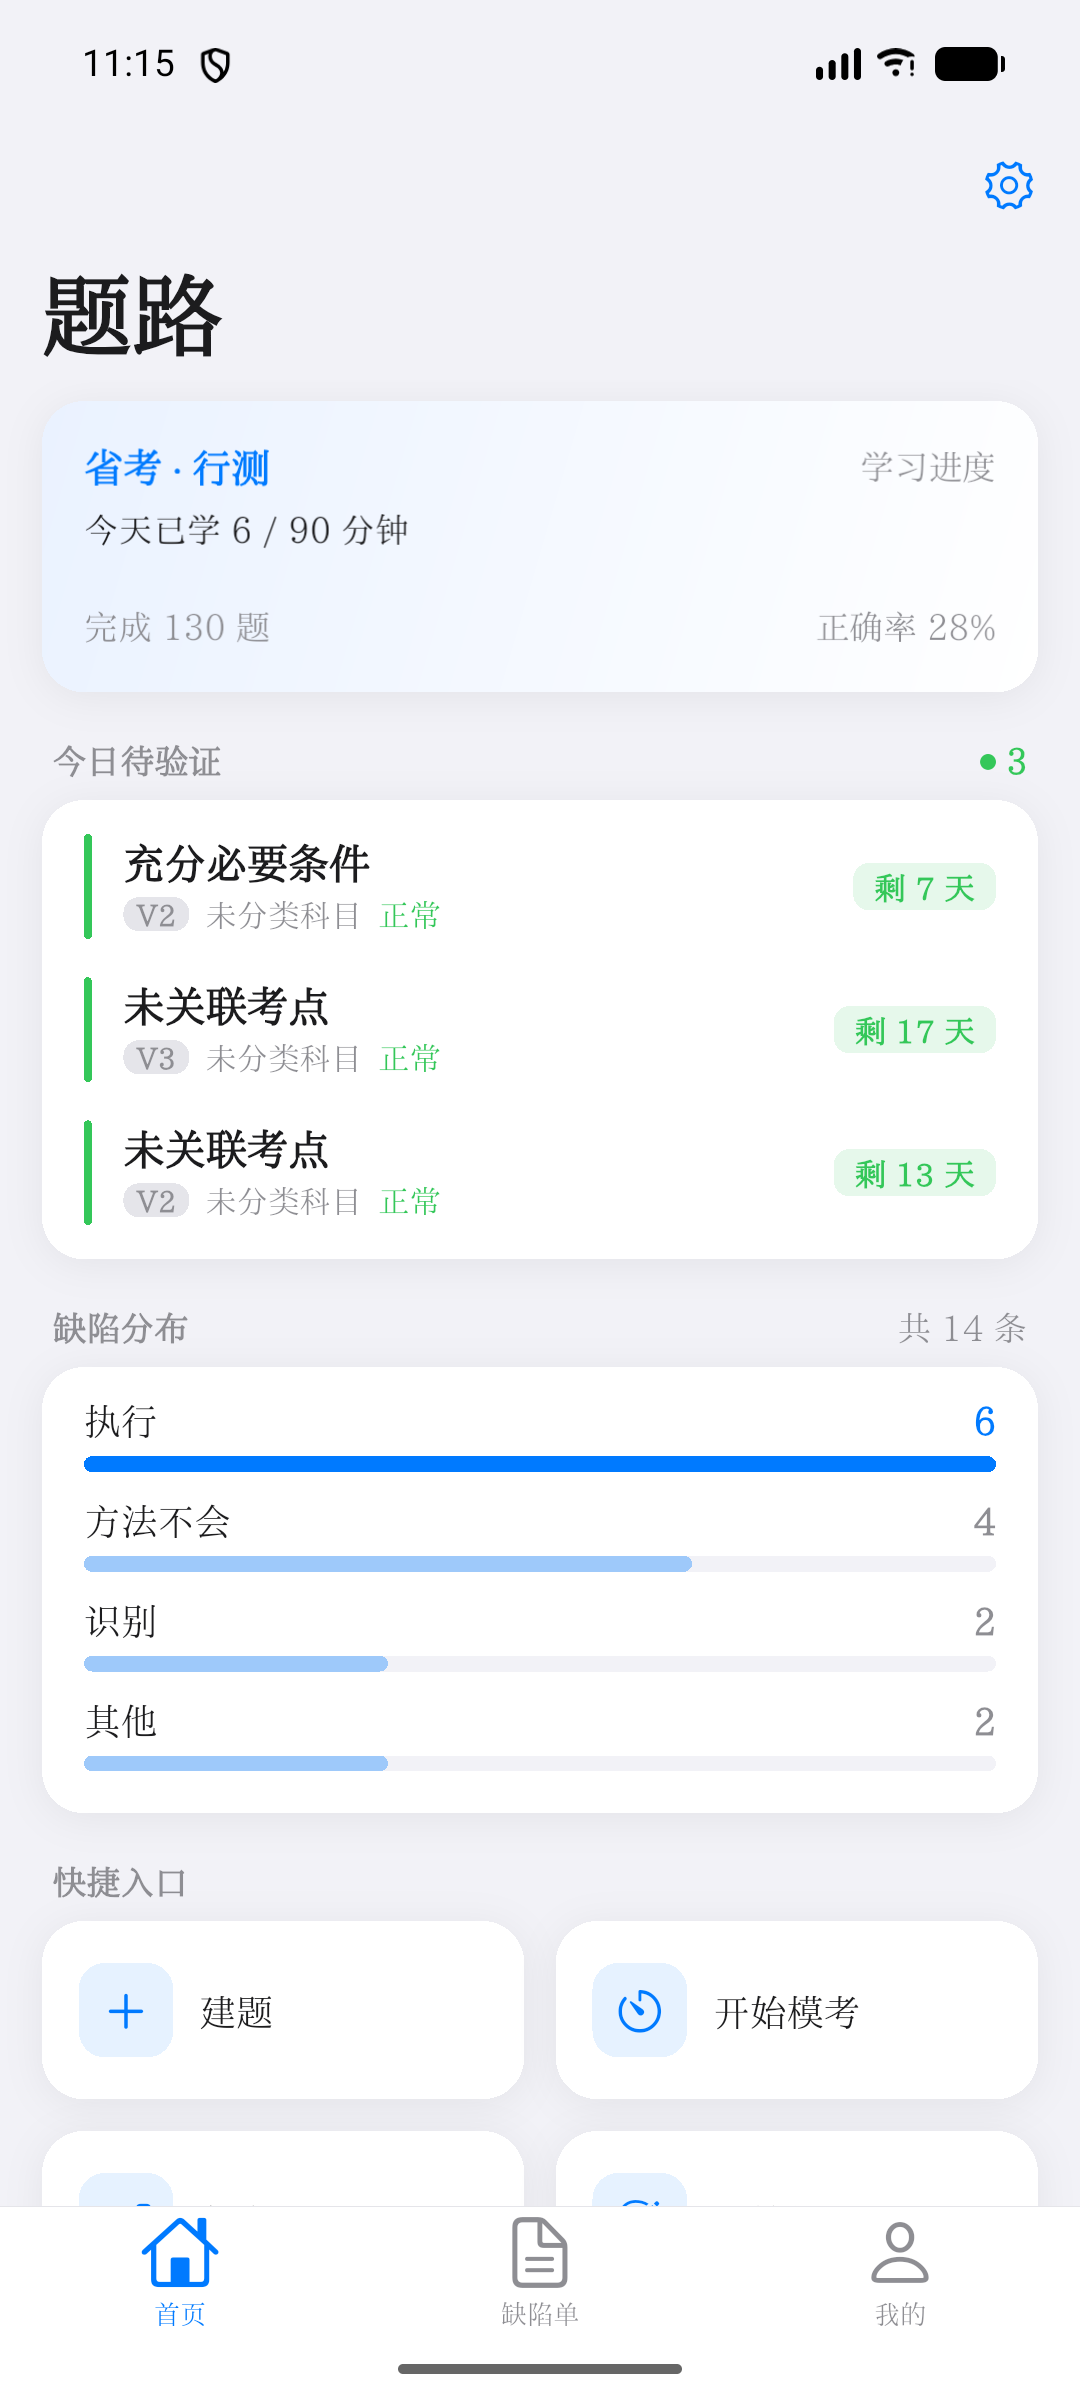 11:15
题路
省考 · 行测
学习进度
今天已学 6 / 90 分钟
完成 130 题
正确率 28%
今日待验证
3
充分必要条件
剩 7 天
V2 未分类科目 正常
未关联考点
剩 17 天
V3 未分类科目 正常
未关联考点
剩 13 天
V2 未分类科目 正常
缺陷分布
共 14 条
执行
6
方法不会
4
识别
2
其他
2
快捷入口
建题
开始模考
首页
缺陷单
我的